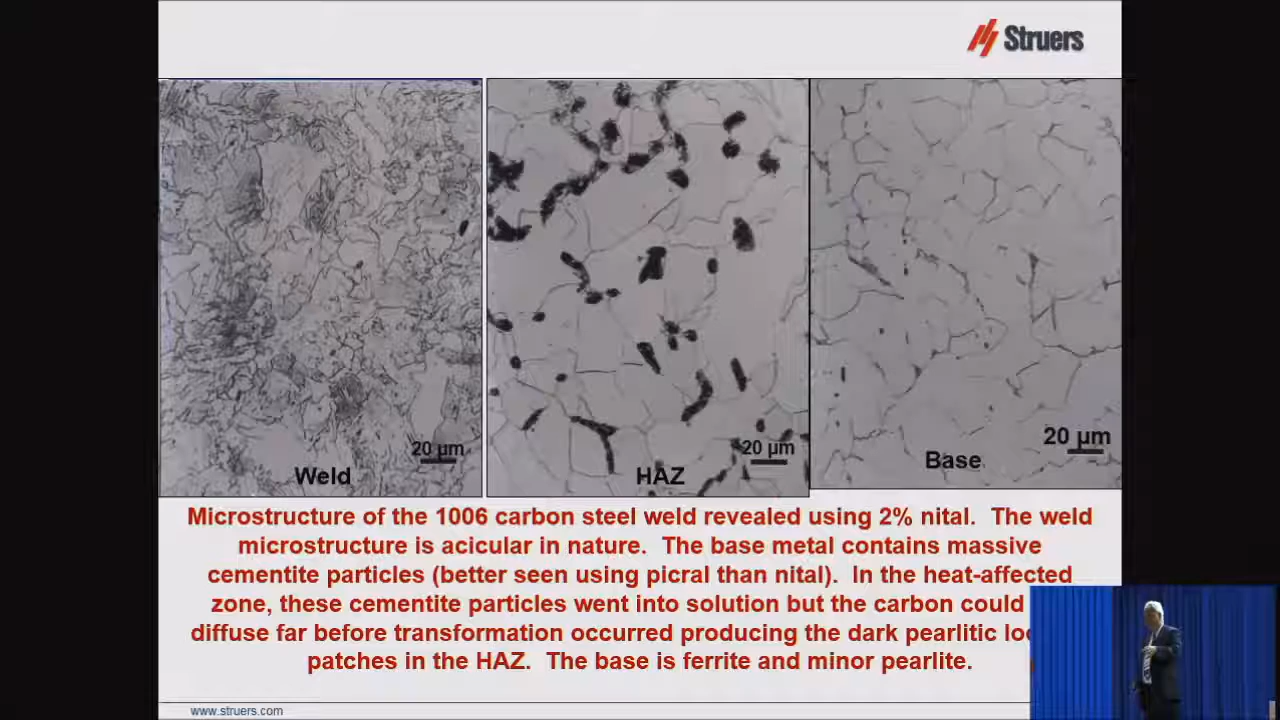 Struers
20 µm
Weld
20 µm
HAZ
20 µm
Base
Microstructure of the 1006 carbon steel weld revealed using 2% nital. The weld
microstructure is acicular in nature. The base metal contains massive
cementite particles (better seen using picral than nital). In the heat-affected
zone, these cementite particles went into solution but the carbon could
diffuse far before transformation occurred producing the dark pearlitic
patches in the HAZ. The base is ferrite and minor pearlite.
www.struers.com